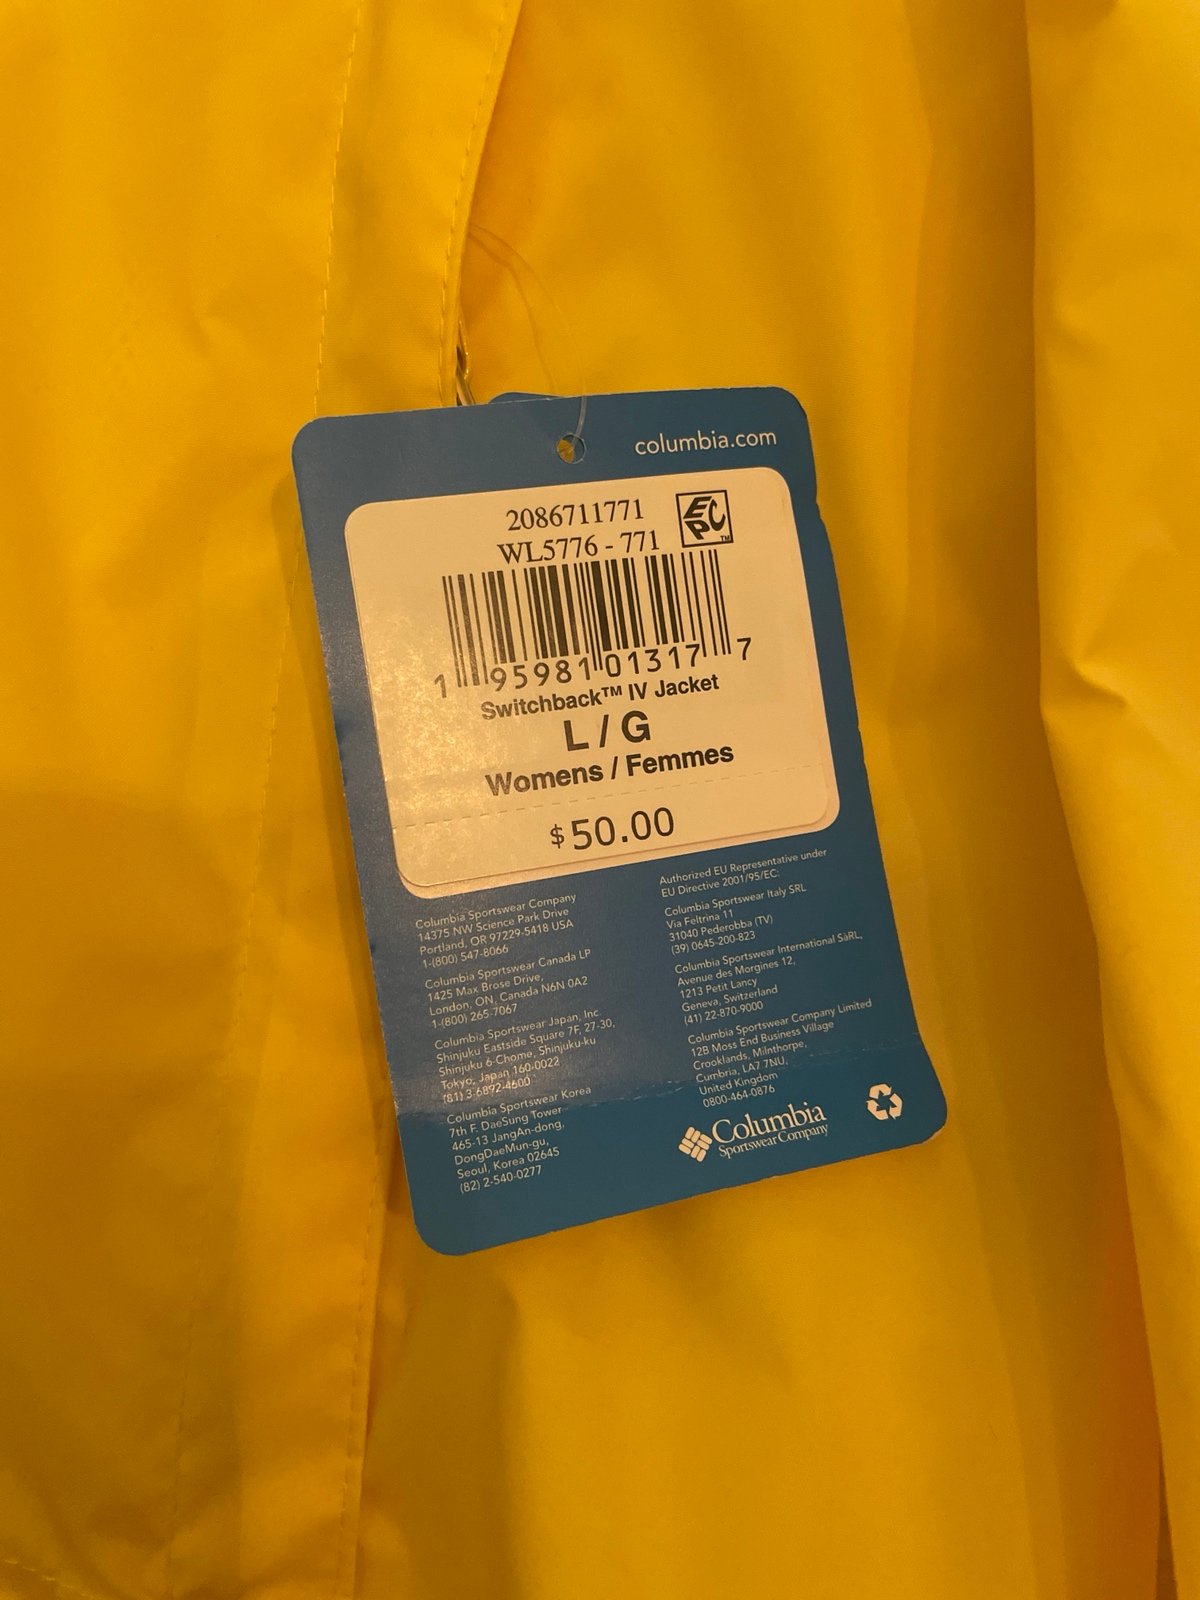 columbia.com
2086711771
WL5776 - 771
EPC™
1 95981 01317 7
Switchback™ IV Jacket
L / G
Womens / Femmes
$50.00
Columbia Sportswear Company
14375 NW Science Park Drive
Portland, OR 97229-5418 USA
1-(800) 547-8066
Columbia Sportswear Canada LP
1425 Max Brose Drive,
London, ON, Canada N6N 0A2
1-(800) 265-7067
Columbia Sportswear Japan, Inc
Shinjuku Eastside Square 7F, 27-30,
Shinjuku 6-Chome, Shinjuku-ku
Tokyo, Japan 160-0022
(81) 3-6892-4600
Columbia Sportswear Korea
7th F. DaeSung Tower
465-13 JangAn-dong,
DongDaeMun-gu,
Seoul, Korea 02645
(82) 2-540-0277
Authorized EU Representative under
EU Directive 2001/95/EC:
Columbia Sportswear Italy SRL
Via Feltrina 11
31040 Pederobba (TV)
(39) 0645-200-823
Columbia Sportswear International SàRL,
Avenue des Morgines 12,
1213 Petit Lancy
Geneva, Switzerland
(41) 22-870-9000
Columbia Sportswear Company Limited
12B Moss End Business Village
Crooklands, Milnthorpe,
Cumbria, LA7 7NU,
United Kingdom
0800-464-0876
Columbia
Sportswear Company